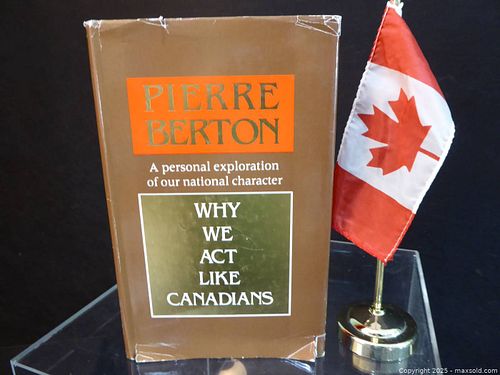 PIERRE
BERTON
A personal exploration
of our national character
WHY
WE
ACT
LIKE
CANADIANS
Copyright 2025 - maxsold.com